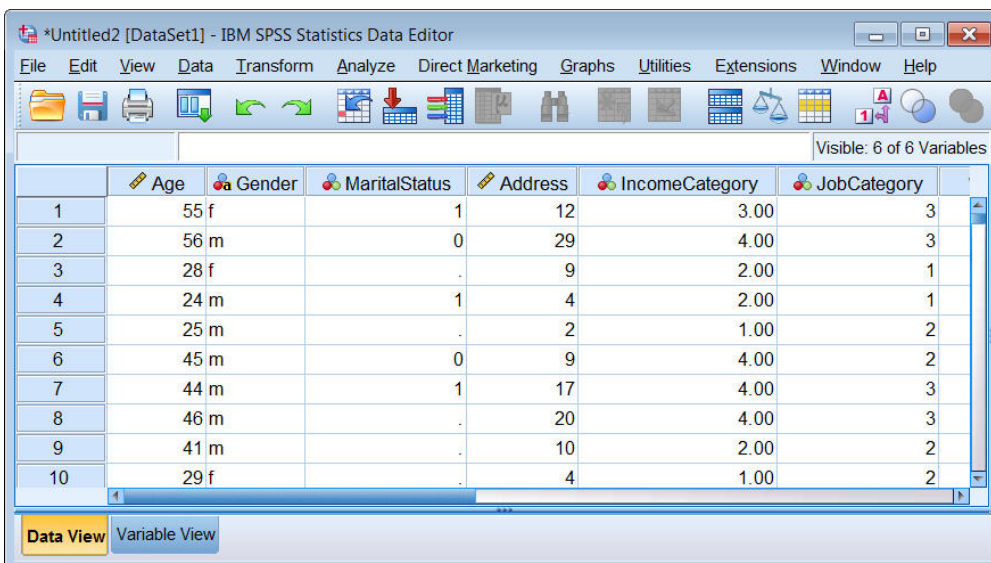 *Untitled2 [DataSet1] - IBM SPSS Statistics Data Editor
File Edit View Data Transform Analyze Direct Marketing Graphs Utilities Extensions Window Help
Visible: 6 of 6 Variables
Age Gender MaritalStatus Address IncomeCategory JobCategory
1 55 f 1 12 3.00 3
2 56 m 0 29 4.00 3
3 28 f . 9 2.00 1
4 24 m 1 4 2.00 1
5 25 m . 2 1.00 2
6 45 m 0 9 4.00 2
7 44 m 1 17 4.00 3
8 46 m . 20 4.00 3
9 41 m . 10 2.00 2
10 29 f . 4 1.00 2
Data View Variable View